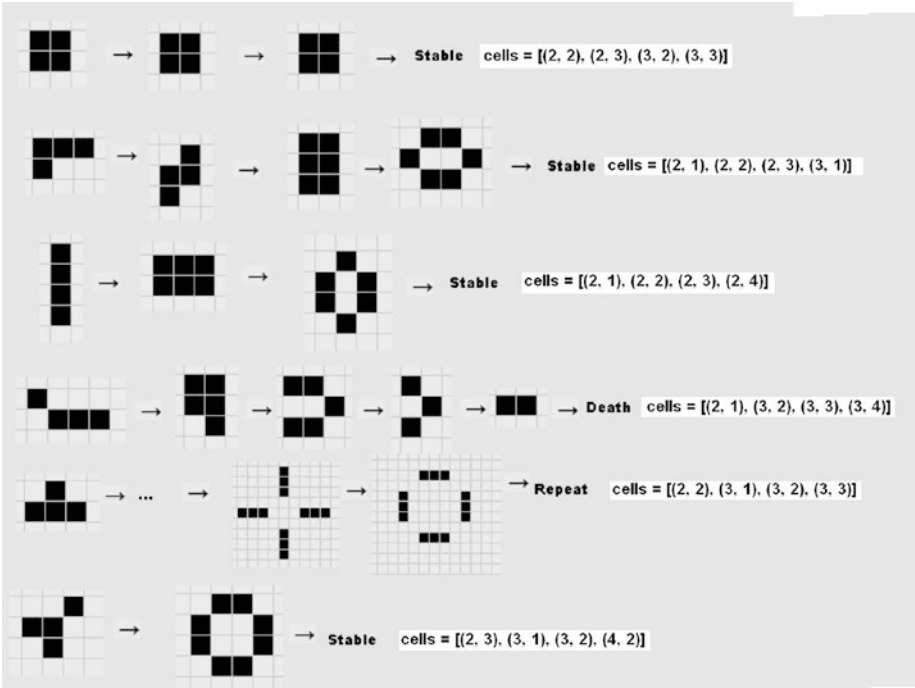 → → → Stable cells = [(2, 2), (2, 3), (3, 2), (3, 3)]
→ → → → Stable cells = [(2, 1), (2, 2), (2, 3), (3, 1)]
→ → → Stable cells = [(2, 1), (2, 2), (2, 3), (2, 4)]
→ → → → → Death cells = [(2, 1), (3, 2), (3, 3), (3, 4)]
→ ... → → → Repeat cells = [(2, 2), (3, 1), (3, 2), (3, 3)]
→ → Stable cells = [(2, 3), (3, 1), (3, 2), (4, 2)]